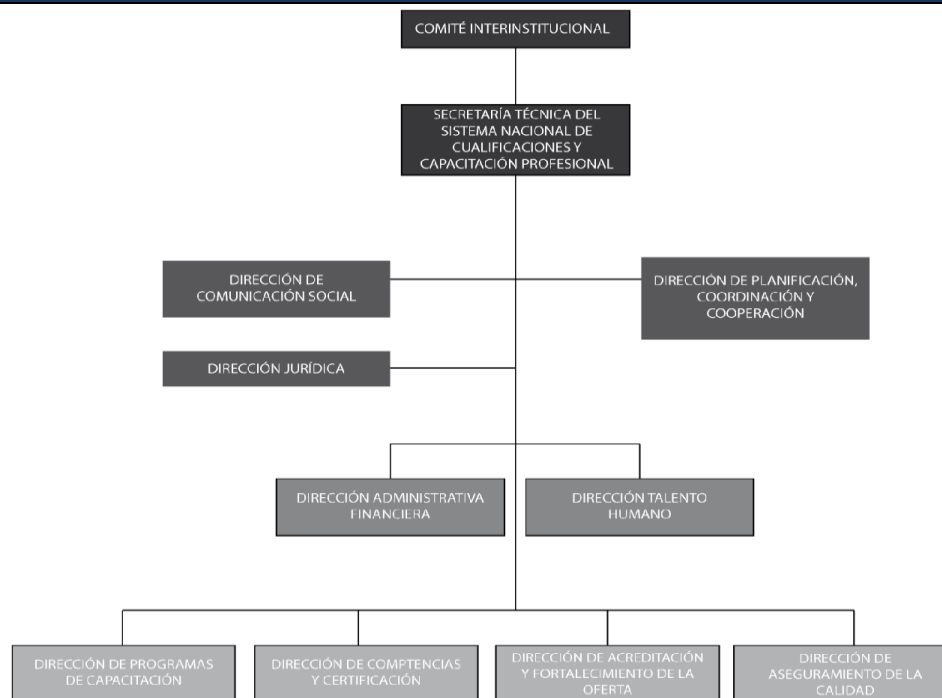 COMITÉ INTERINSTITUCIONAL
SECRETARÍA TÉCNICA DEL
SISTEMA NACIONAL DE
CUALIFICACIONES Y
CAPACITACIÓN PROFESIONAL
DIRECCIÓN DE
COMUNICACIÓN SOCIAL
DIRECCIÓN DE PLANIFICACIÓN,
COORDINACIÓN Y
COOPERACIÓN
DIRECCIÓN JURÍDICA
DIRECCIÓN ADMINISTRATIVA
FINANCIERA
DIRECCIÓN TALENTO
HUMANO
DIRECCIÓN DE PROGRAMAS
DE CAPACITACIÓN
DIRECCIÓN DE COMPTENCIAS
Y CERTIFICACIÓN
DIRECCIÓN DE ACREDITACIÓN
Y FORTALECIMIENTO DE LA
OFERTA
DIRECCIÓN DE
ASEGURAMIENTO DE LA
CALIDAD